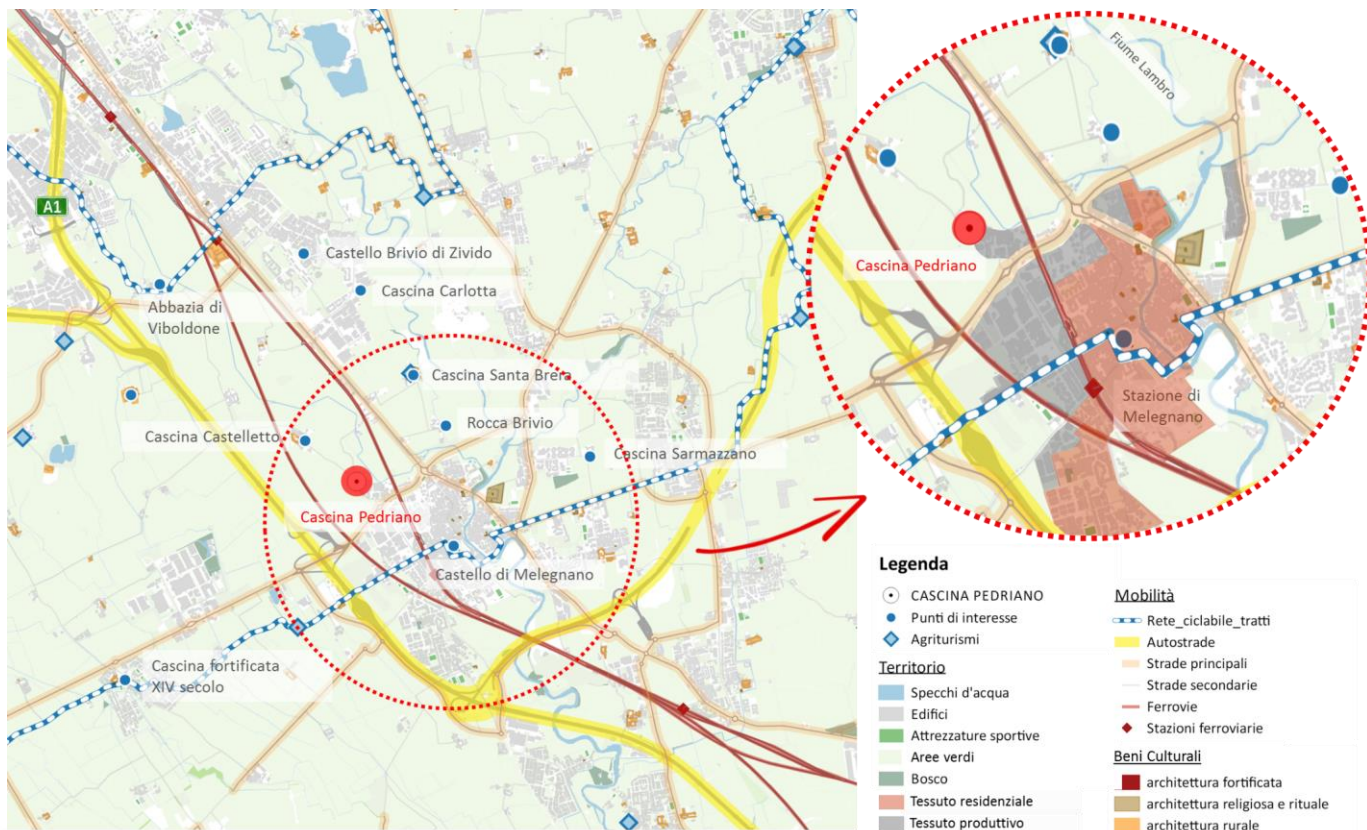 A1
Castello Brivio di Zivido
Cascina Carlotta
Abbazia di
Viboldone
Cascina Santa Brera
Rocca Brivio
Cascina Castelletto
Cascina Sarmazzano
Cascina Pedriano
Castello di Melegnano
Cascina fortificata
XIV secolo
Fiume Lambro
Cascina Pedriano
Stazione di
Melegnano
Legenda
CASCINA PEDRIANO
Punti di interesse
Agriturismi
Territorio
Specchi d'acqua
Edifici
Attrezzature sportive
Aree verdi
Bosco
Tessuto residenziale
Tessuto produttivo
Mobilità
Rete_ciclabile_tratti
Autostrade
Strade principali
Strade secondarie
Ferrovie
Stazioni ferroviarie
Beni Culturali
architettura fortificata
architettura religiosa e rituale
architettura rurale